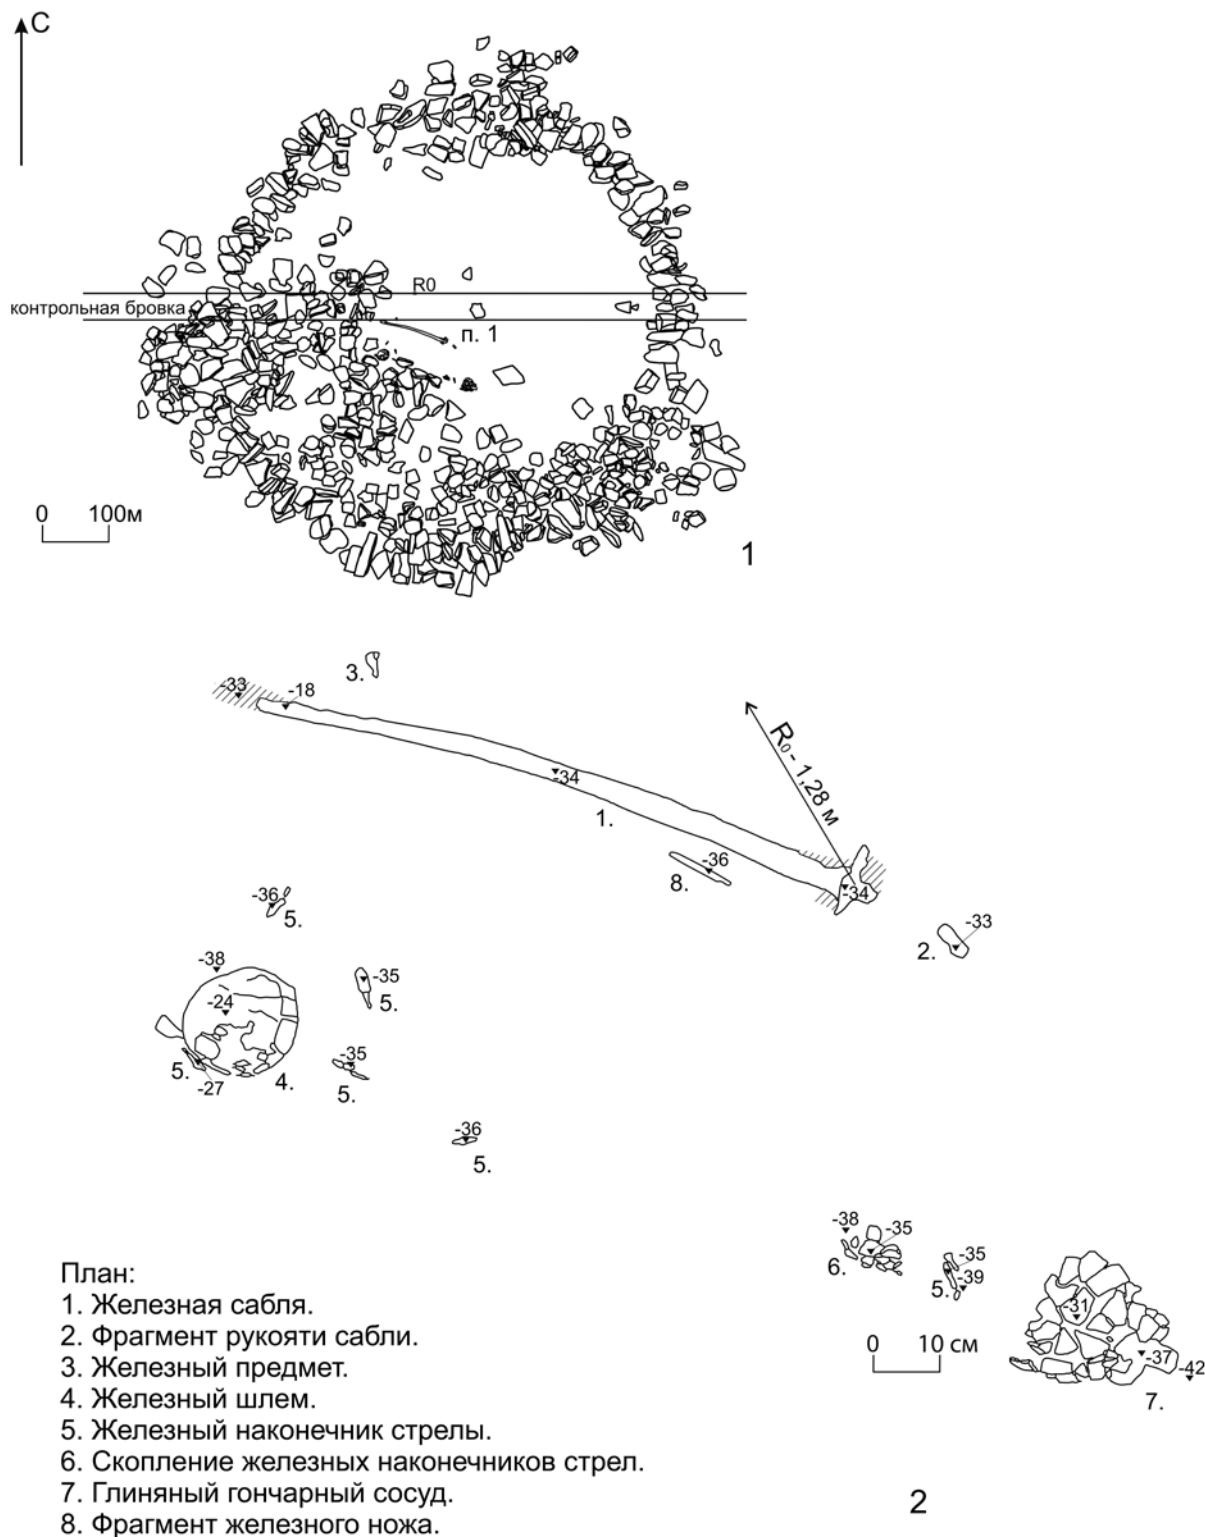 С
R0
контрольная бровка
п. 1
0 100м
1
3.
-33
-18
-34
R₀ - 1,28 м
1.
-36
8.
-34
-36
5.
-33
2.
-38
-35
-24
5.
-35
5.
-27
4.
5.
-36
5.
-38
-35
-35
6.
5.
-39
-31
0 10 см
-37
-42
7.
План:
1. Железная сабля.
2. Фрагмент рукояти сабли.
3. Железный предмет.
4. Железный шлем.
5. Железный наконечник стрелы.
6. Скопление железных наконечников стрел.
7. Глиняный гончарный сосуд.
8. Фрагмент железного ножа.
2